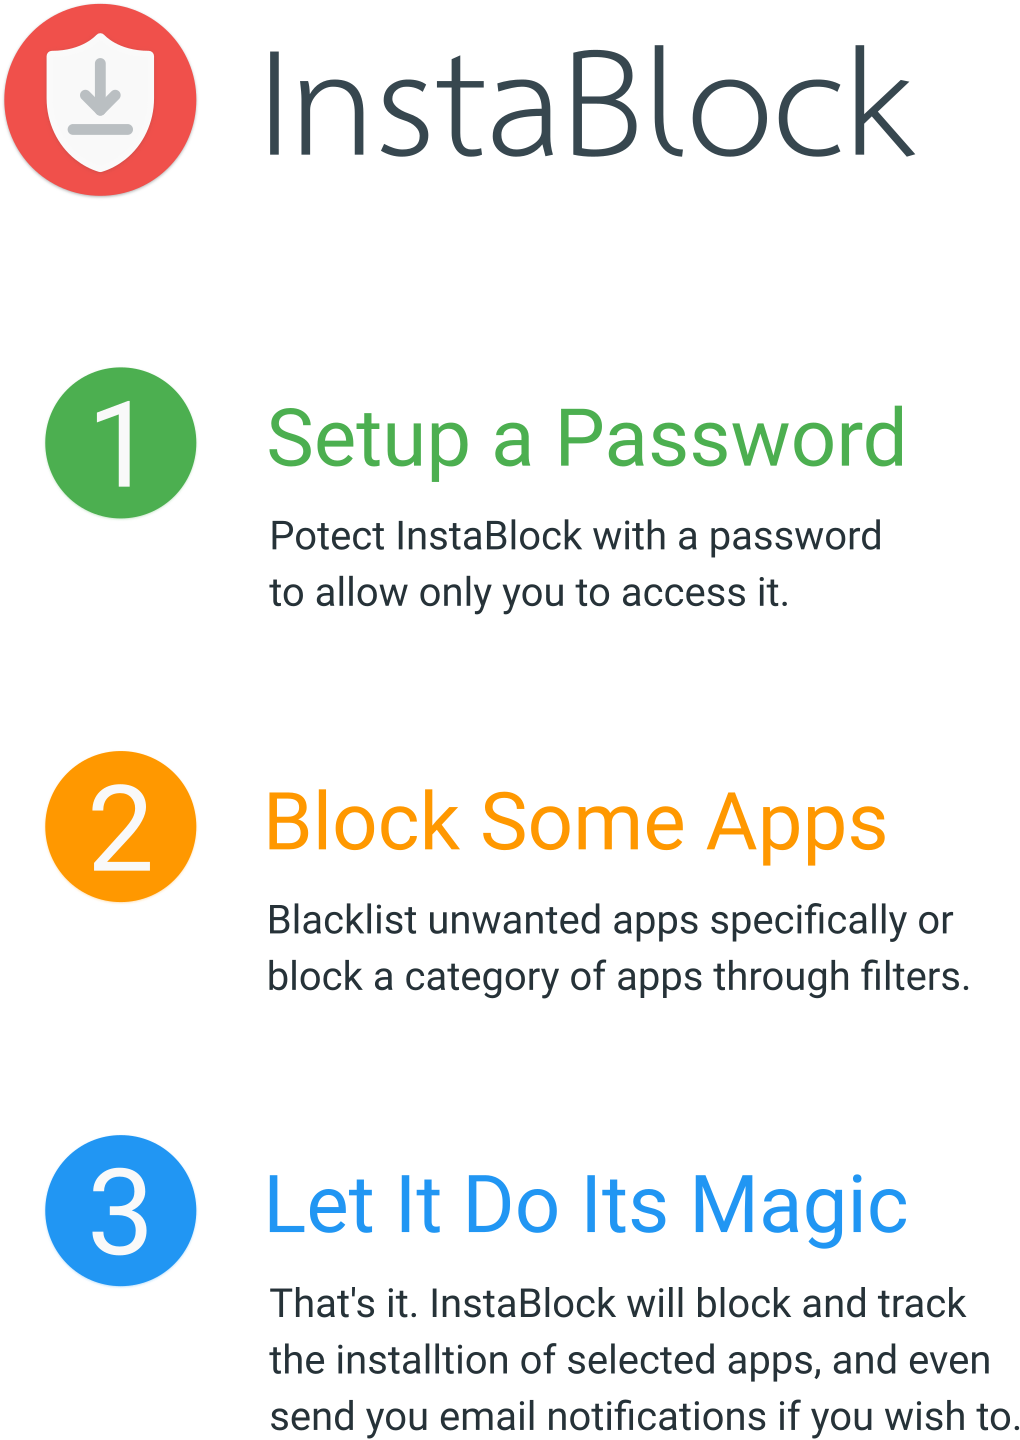 InstaBlock
1
Setup a Password
Potect InstaBlock with a password
to allow only you to access it.
2
Block Some Apps
Blacklist unwanted apps specifically or
block a category of apps through filters.
3
Let It Do Its Magic
That's it. InstaBlock will block and track
the installtion of selected apps, and even
send you email notifications if you wish to.